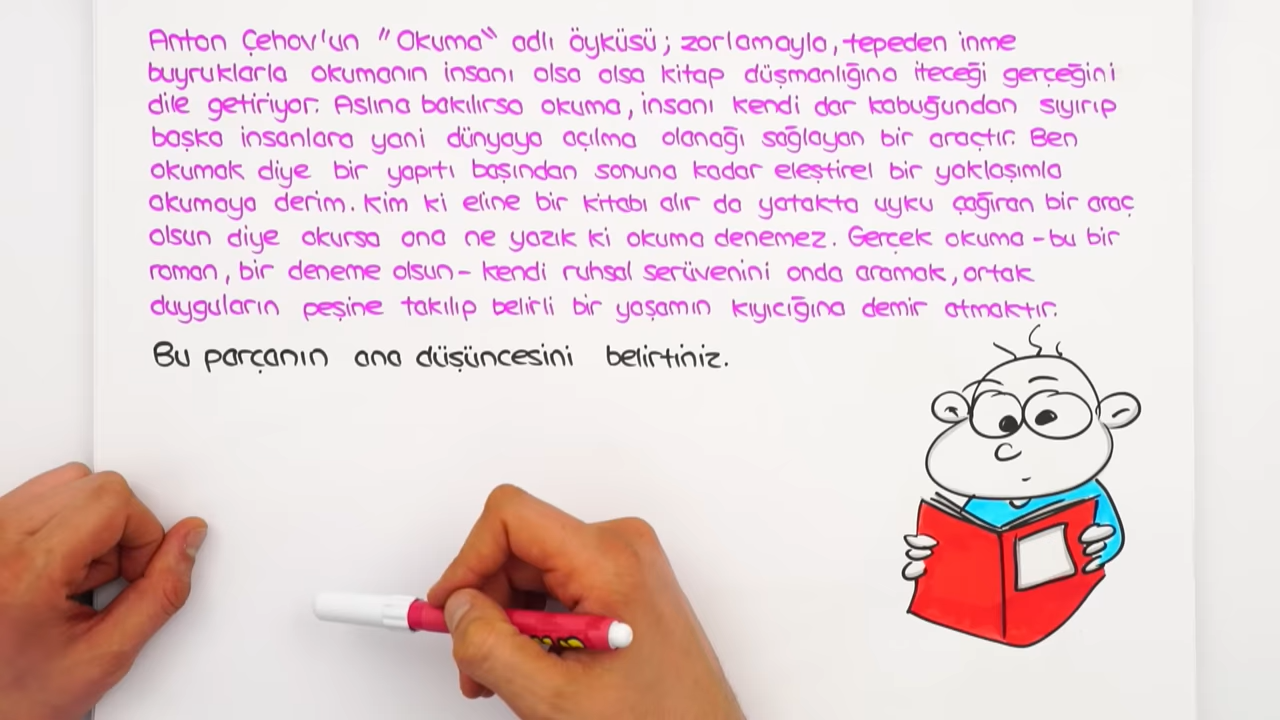 Anton Çehov'un "Okuma" adlı öyküsü; zorlamayla, tepeden inme
buyruklarla okumanın insanı olsa olsa kitap düşmanlığına iteceği gerçeğini
dile getiriyor. Aslına bakılırsa okuma, insanı kendi dar kabuğundan sıyırıp
başka insanlara yani dünyaya açılma olanağı sağlayan bir araçtır. Ben
okumak diye bir yapıtı başından sonuna kadar eleştirel bir yaklaşımla
okumaya derim. Kim ki eline bir kitabı alır da yatakta uyku çağıran bir araç
olsun diye okursa ona ne yazık ki okuma denemez. Gerçek okuma -bu bir
roman, bir deneme olsun- kendi ruhsal serüvenini onda aramak, ortak
duyguların peşine takılıp belirli bir yaşamın kıyıcığına demir atmaktır.
Bu parçanın ana düşüncesini belirtiniz.